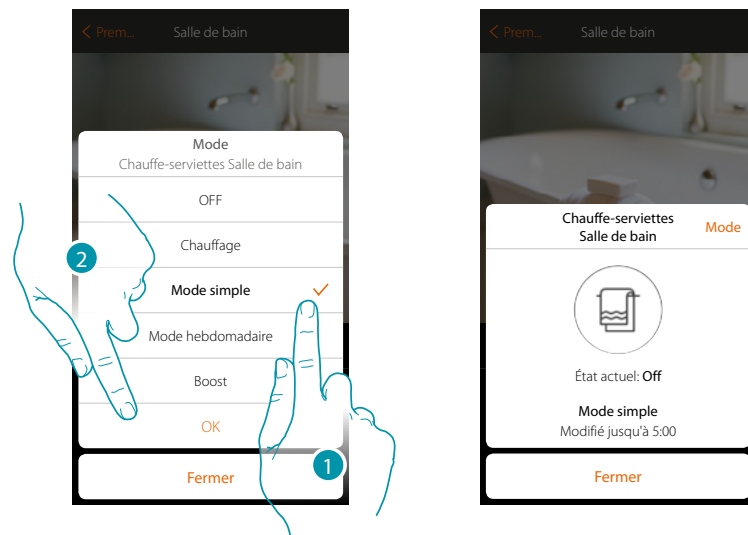 Prem... Salle de bain
Mode
Chauffe-serviettes Salle de bain
OFF
Chauffage
2
Mode simple
Mode hebdomadaire
Boost
OK
1
Fermer
Prem... Salle de bain
Chauffe-serviettes
Salle de bain
Mode
État actuel: Off
Mode simple
Modifié jusqu'à 5:00
Fermer